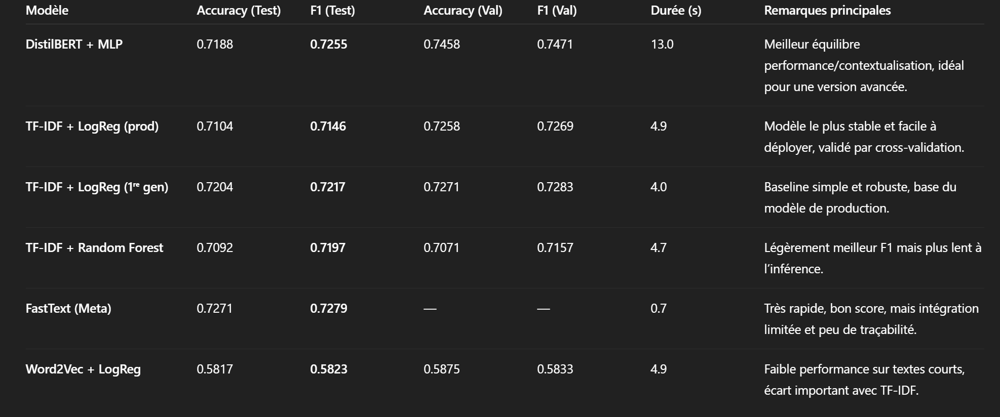 Modèle Accuracy (Test) F1 (Test) Accuracy (Val) F1 (Val) Durée (s) Remarques principales
DistilBERT + MLP 0.7188 0.7255 0.7458 0.7471 13.0 Meilleur équilibre
performance/contextualisation, idéal
pour une version avancée.
TF-IDF + LogReg (prod) 0.7104 0.7146 0.7258 0.7269 4.9 Modèle le plus stable et facile à
déployer, validé par cross-validation.
TF-IDF + LogReg (1ʳᵉ gen) 0.7204 0.7217 0.7271 0.7283 4.0 Baseline simple et robuste, base du
modèle de production.
TF-IDF + Random Forest 0.7092 0.7197 0.7071 0.7157 4.7 Légèrement meilleur F1 mais plus lent à
l’inférence.
FastText (Meta) 0.7271 0.7279 — — 0.7 Très rapide, bon score, mais intégration
limitée et peu de traçabilité.
Word2Vec + LogReg 0.5817 0.5823 0.5875 0.5833 4.9 Faible performance sur textes courts,
écart important avec TF-IDF.